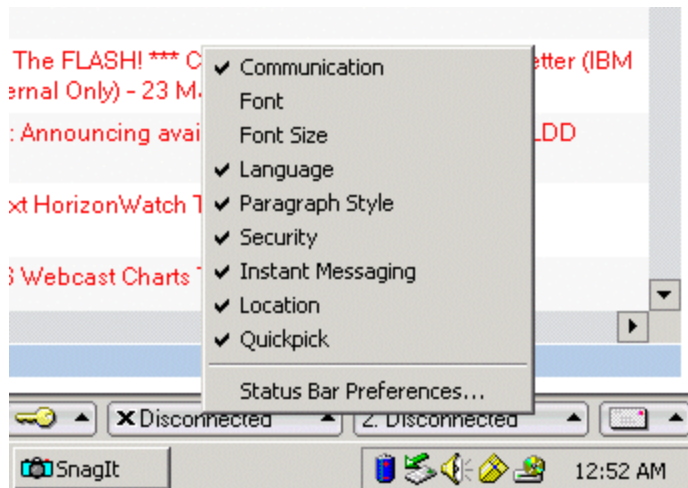 The FLASH! *** C
etter (IBM
ernal Only) - 23 M
: Announcing avai
LDD
xt HorizonWatch T
Webcast Charts
Communication
Font
Font Size
Language
Paragraph Style
Security
Instant Messaging
Location
Quickpick
Status Bar Preferences...
Disconnected
2. Disconnected
SnagIt
12:52 AM